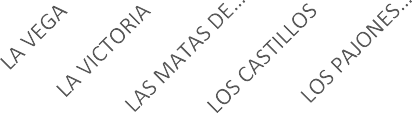 LA VEGA
LA VICTORIA
LAS MATAS DE...
LOS CASTILLOS
LOS PAJONES...